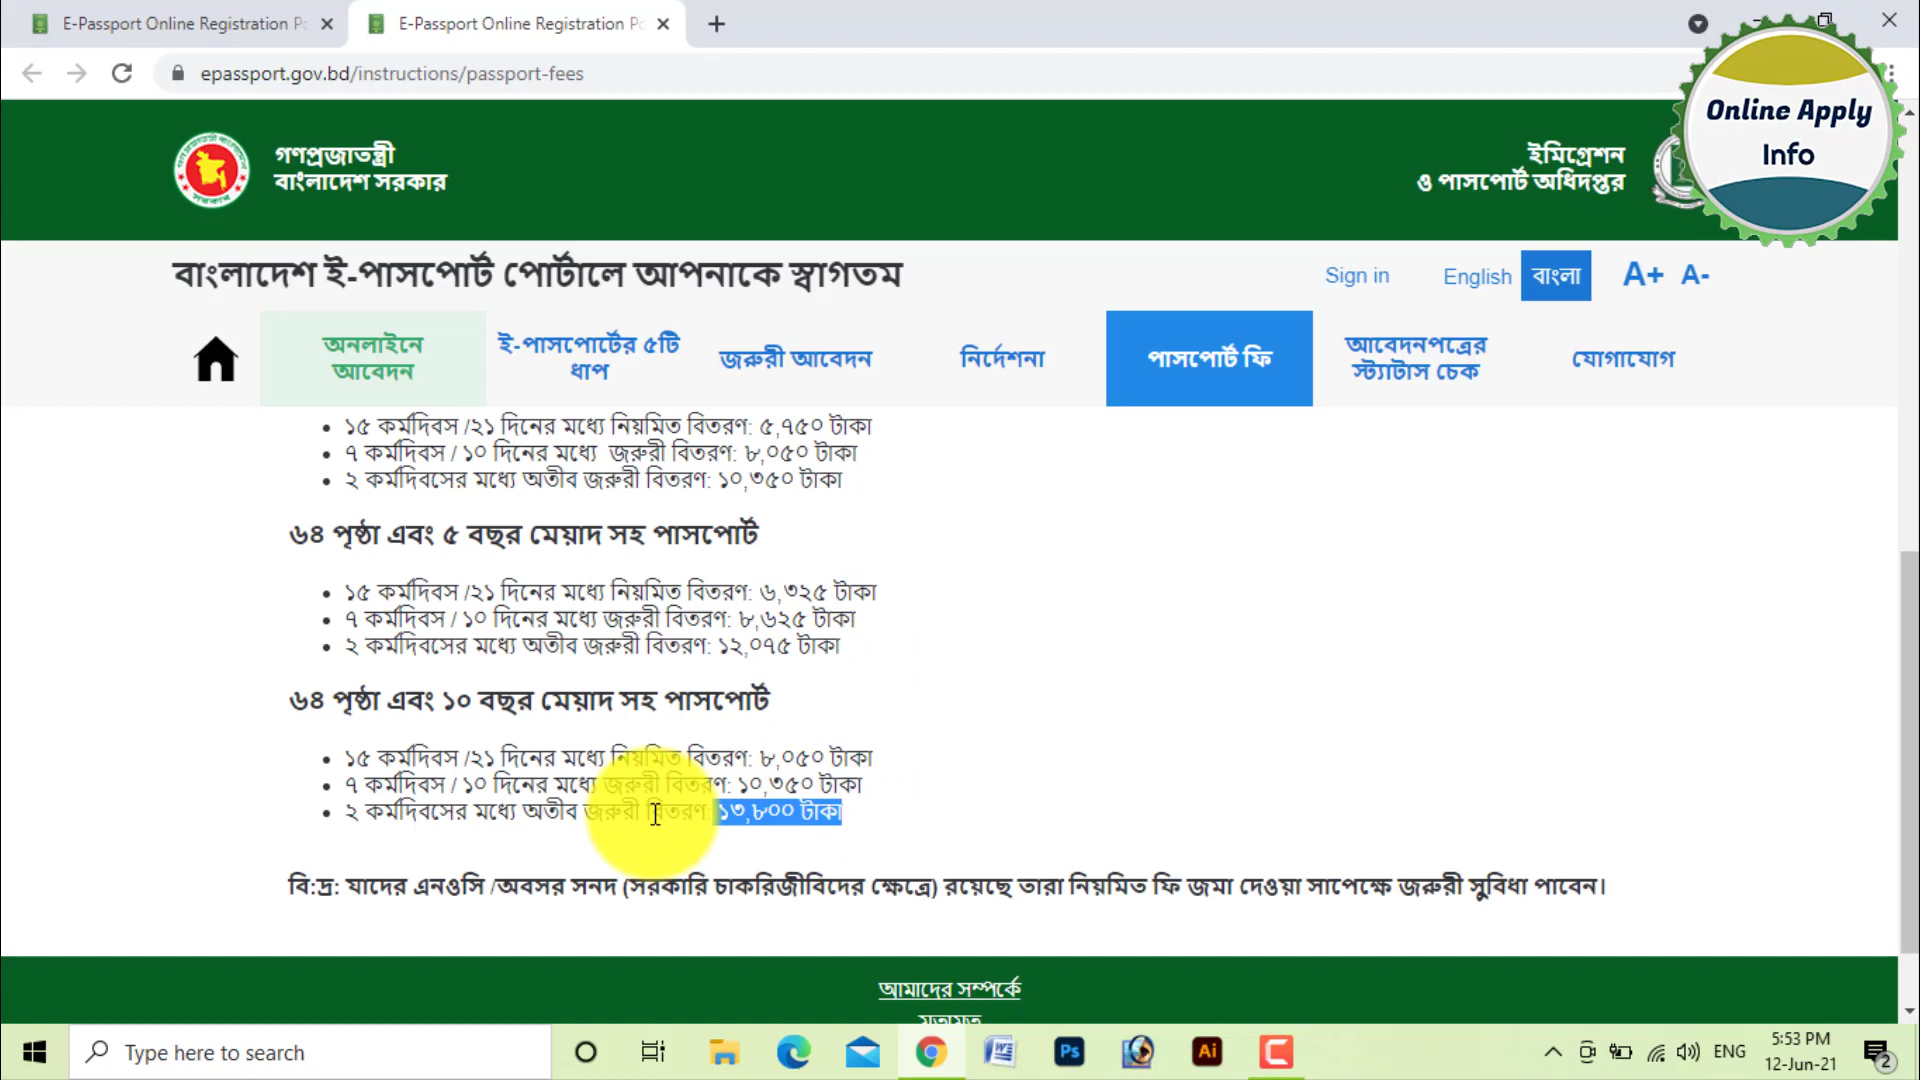 E-Passport Online Registration Po
E-Passport Online Registration Po
epassport.gov.bd/instructions/passport-fees
Online Apply
Info
গণপ্রজাতন্ত্রী
বাংলাদেশ সরকার
ইমিগ্রেশন
ও পাসপোর্ট অধিদপ্তর
বাংলাদেশ ই-পাসপোর্ট পোর্টালে আপনাকে স্বাগতম
Sign in English বাংলা A+ A-
অনলাইনে
আবেদন
ই-পাসপোর্টের ৫টি
ধাপ
জরুরী আবেদন
নির্দেশনা
পাসপোর্ট ফি
আবেদনপত্রের
স্ট্যাটাস চেক
যোগাযোগ
• ১৫ কর্মদিবস /২১ দিনের মধ্যে নিয়মিত বিতরণ: ৫,৭৫০ টাকা
• ৭ কর্মদিবস / ১০ দিনের মধ্যে জরুরী বিতরণ: ৮,০৫০ টাকা
• ২ কর্মদিবসের মধ্যে অতীব জরুরী বিতরণ: ১০,৩৫০ টাকা
৬৪ পৃষ্ঠা এবং ৫ বছর মেয়াদ সহ পাসপোর্ট
• ১৫ কর্মদিবস /২১ দিনের মধ্যে নিয়মিত বিতরণ: ৬,৩২৫ টাকা
• ৭ কর্মদিবস / ১০ দিনের মধ্যে জরুরী বিতরণ: ৮,৬২৫ টাকা
• ২ কর্মদিবসের মধ্যে অতীব জরুরী বিতরণ: ১২,০৭৫ টাকা
৬৪ পৃষ্ঠা এবং ১০ বছর মেয়াদ সহ পাসপোর্ট
• ১৫ কর্মদিবস /২১ দিনের মধ্যে নিয়মিত বিতরণ: ৮,০৫০ টাকা
• ৭ কর্মদিবস / ১০ দিনের মধ্যে জরুরী বিতরণ: ১০,৩৫০ টাকা
• ২ কর্মদিবসের মধ্যে অতীব জরুরী বিতরণ: ১৩,৮০০ টাকা
বি:দ্র: যাদের এনওসি /অবসর সনদ (সরকারি চাকরিজীবিদের ক্ষেত্রে) রয়েছে তারা নিয়মিত ফি জমা দেওয়া সাপেক্ষে জরুরী সুবিধা পাবেন।
আমাদের সম্পর্কে
মতামত
Type here to search
Ps
Ai
ENG
5:53 PM
12-Jun-21
2